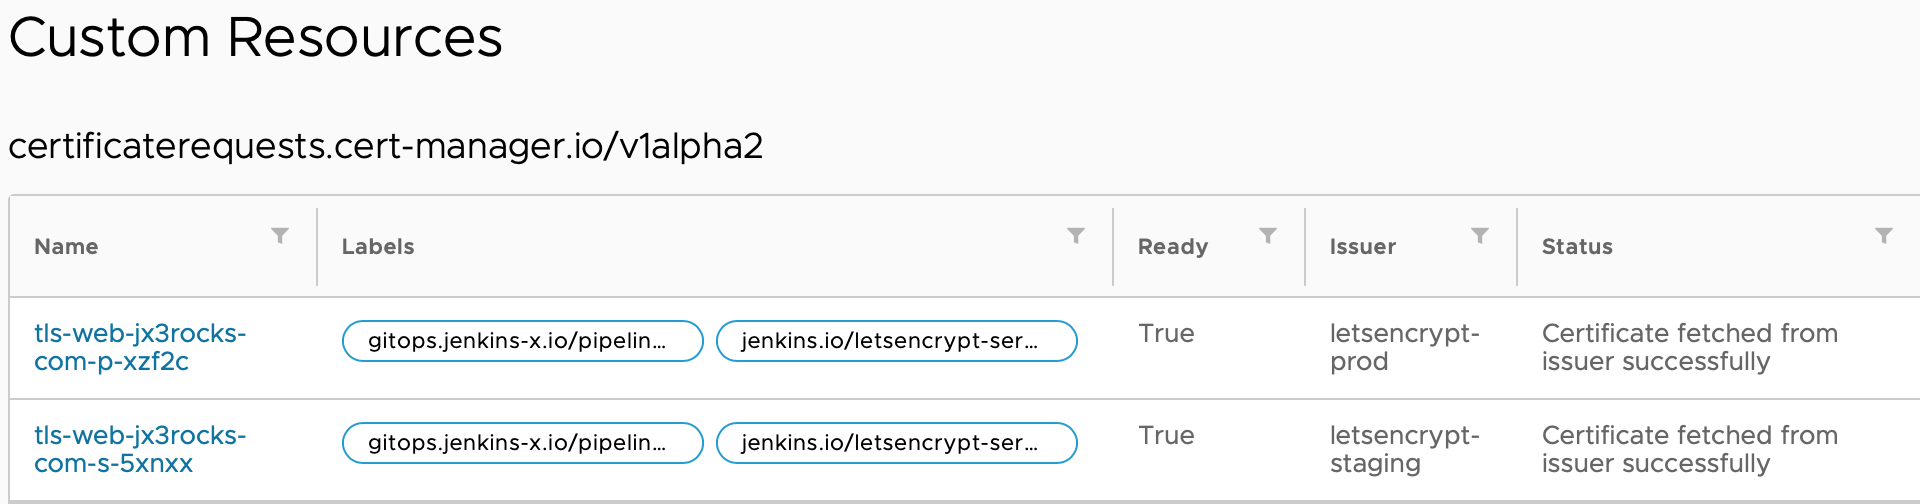 Custom Resources
certificaterequests.cert-manager.io/v1alpha2
Name Labels Ready Issuer Status
tls-web-jx3rocks- gitops.jenkins-x.io/pipelin... jenkins.io/letsencrypt-ser... True letsencrypt- Certificate fetched from
com-p-xzf2c prod issuer successfully
tls-web-jx3rocks- gitops.jenkins-x.io/pipelin... jenkins.io/letsencrypt-ser... True letsencrypt- Certificate fetched from
com-s-5xnxx staging issuer successfully